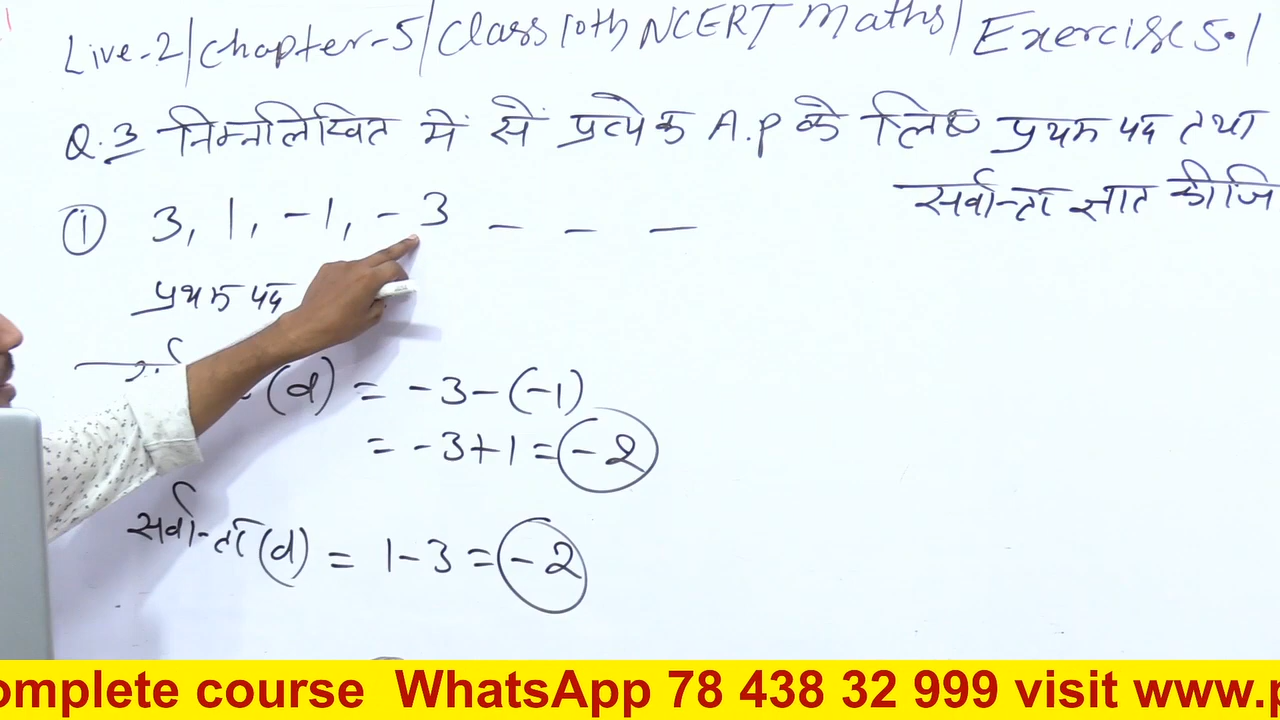 Live-2/Chapter-5/Class 10th NCERT Maths/ Exercise 5.1
Q.3 निम्नलिखित में से प्रत्येक A.P के लिए प्रथम पद तथा
सर्वान्तर ज्ञात कीजि
① 3, 1, -1, -3 - - -
प्रथम पद
(d) = -3-(-1)
= -3+1 = -2
सर्वान्तर (d) = 1-3 = -2
omplete course WhatsApp 78 438 32 999 visit www.p